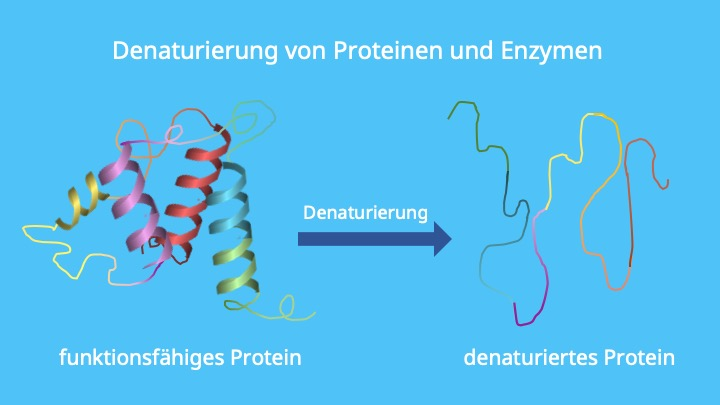 Denaturierung von Proteinen und Enzymen
Denaturierung
funktionsfähiges Protein
denaturiertes Protein